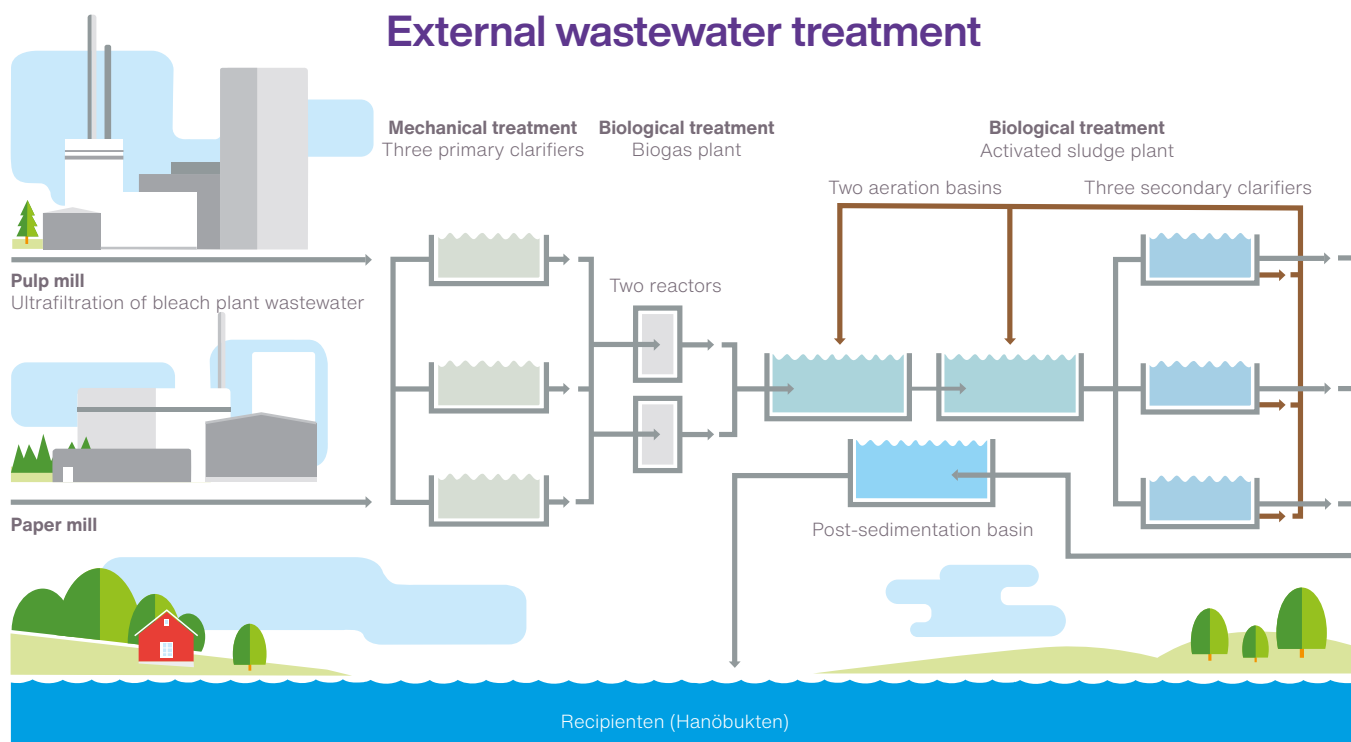 External wastewater treatment
Mechanical treatment
Three primary clarifiers
Biological treatment
Biogas plant
Biological treatment
Activated sludge plant
Two aeration basins
Three secondary clarifiers
Pulp mill
Ultrafiltration of bleach plant wastewater
Two reactors
Paper mill
Post-sedimentation basin
Recipienten (Hanöbukten)